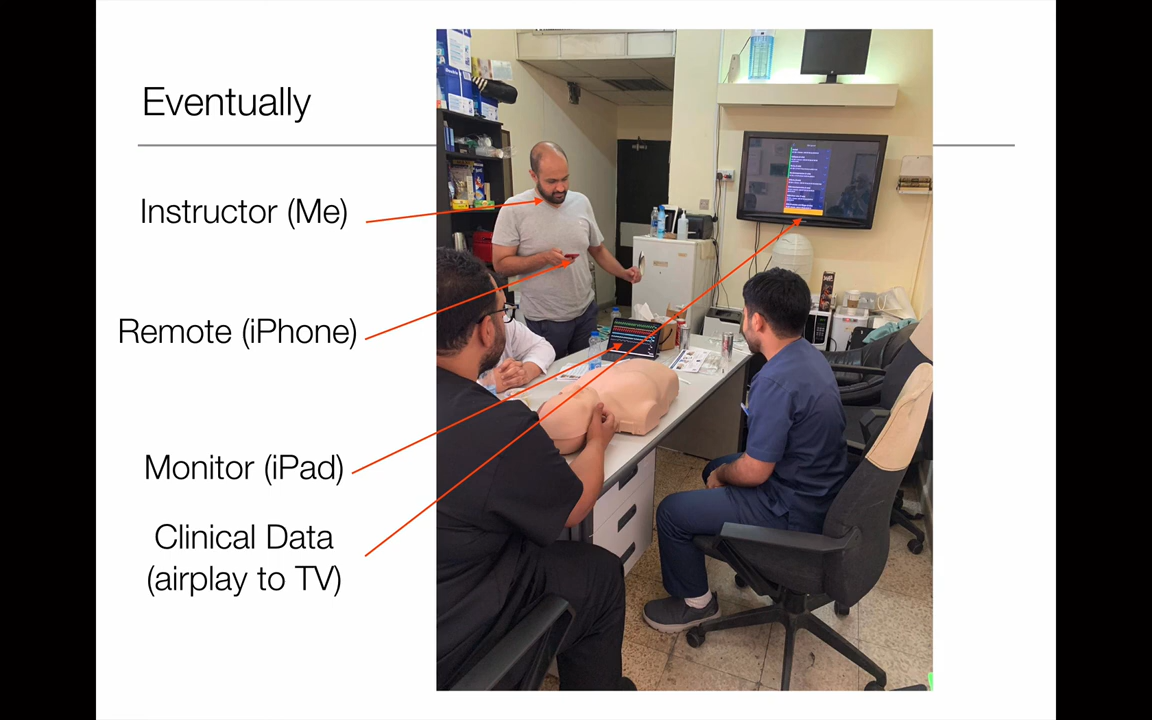 Eventually
Instructor (Me)
Remote (iPhone)
Monitor (iPad)
Clinical Data
(airplay to TV)